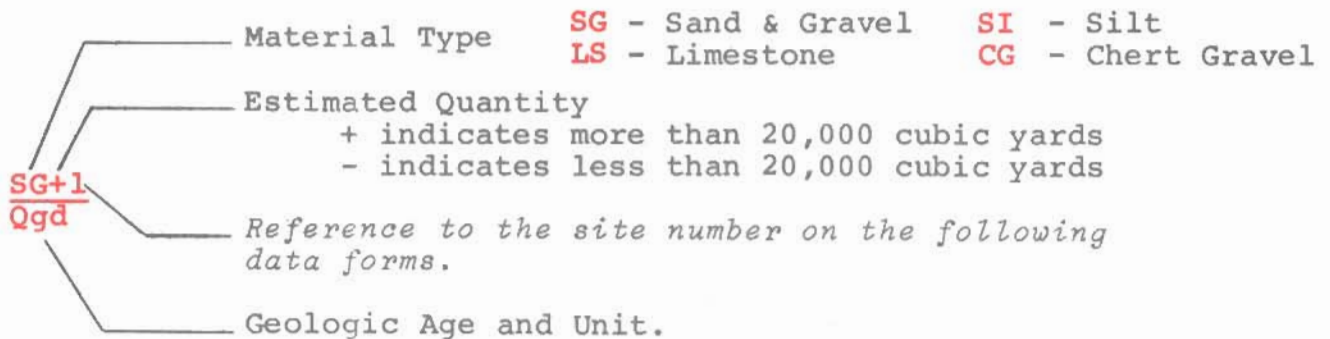 Material Type SG - Sand & Gravel SI - Silt
LS - Limestone CG - Chert Gravel
Estimated Quantity
+ indicates more than 20,000 cubic yards
- indicates less than 20,000 cubic yards
SG+1
Qgd
Reference to the site number on the following
data forms.
Geologic Age and Unit.